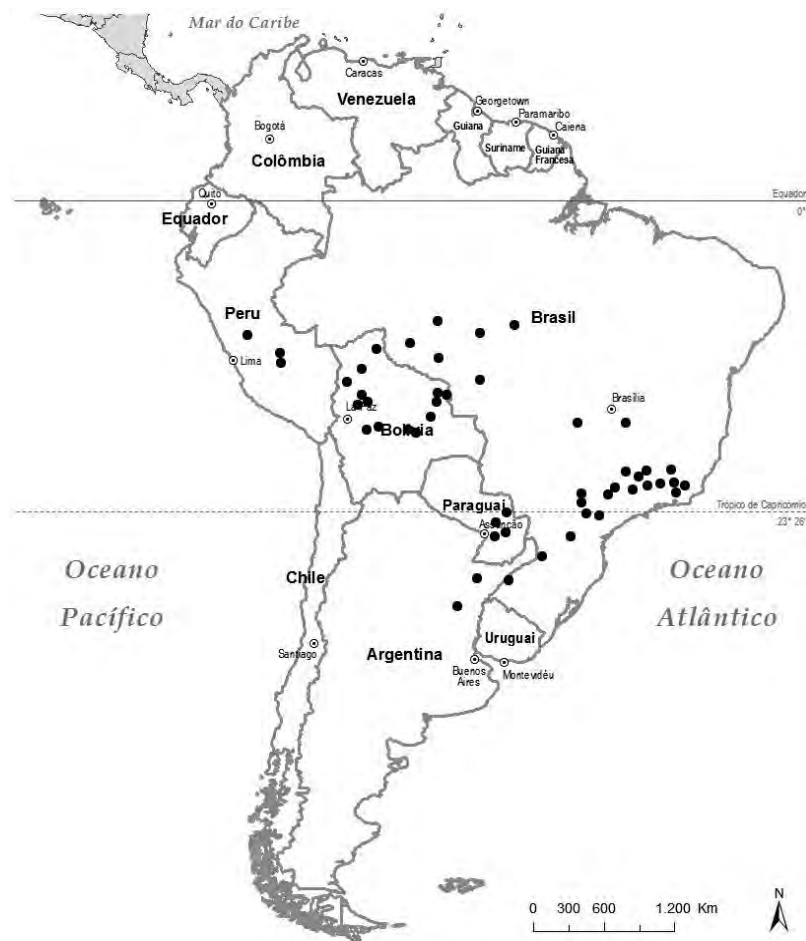 Mar do Caribe
Caracas
Venezuela
Georgetown
Paramaribo
Caiena
Guiana
Suriname
Guiana
Francesa
Bogotá
Colômbia
Equador
0°
Quito
Equador
Peru
Brasil
Lima
Brasília
La Paz
Bolívia
Paraguai
Assunção
Trópico de Capricórnio
23° 26'
Oceano
Pacífico
Chile
Oceano
Atlântico
Uruguai
Santiago
Argentina
Buenos
Aires
Montevidéu
N
0 300 600 1.200 Km